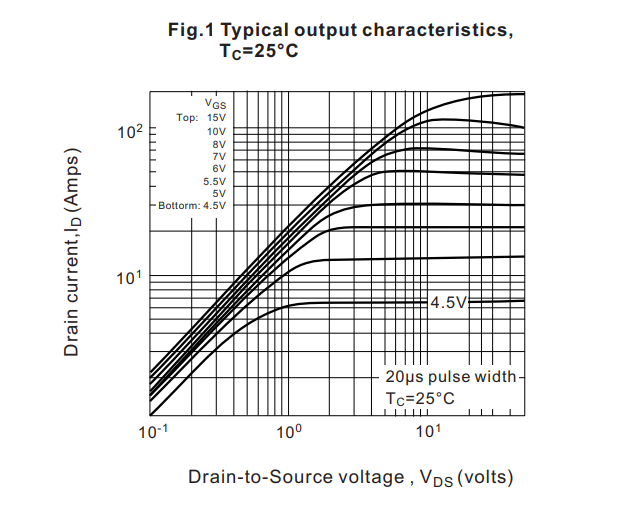 Fig.1 Typical output characteristics,
TC=25°C
VGS
Top: 15V
10V
8V
7V
6V
5.5V
5V
Bottorm: 4.5V
10²
10¹
Drain current,ID (Amps)
4.5V
20μs pulse width
TC=25°C
10-1
10⁰
10¹
Drain-to-Source voltage , VDS (volts)